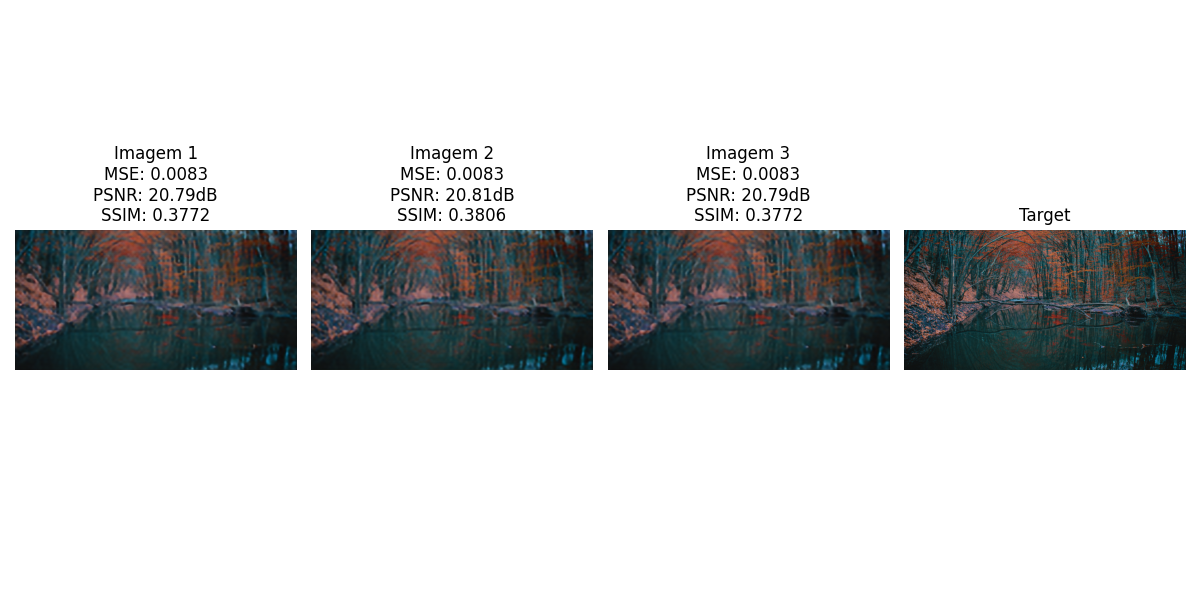 Imagem 1
MSE: 0.0083
PSNR: 20.79dB
SSIM: 0.3772
Imagem 2
MSE: 0.0083
PSNR: 20.81dB
SSIM: 0.3806
Imagem 3
MSE: 0.0083
PSNR: 20.79dB
SSIM: 0.3772
Target